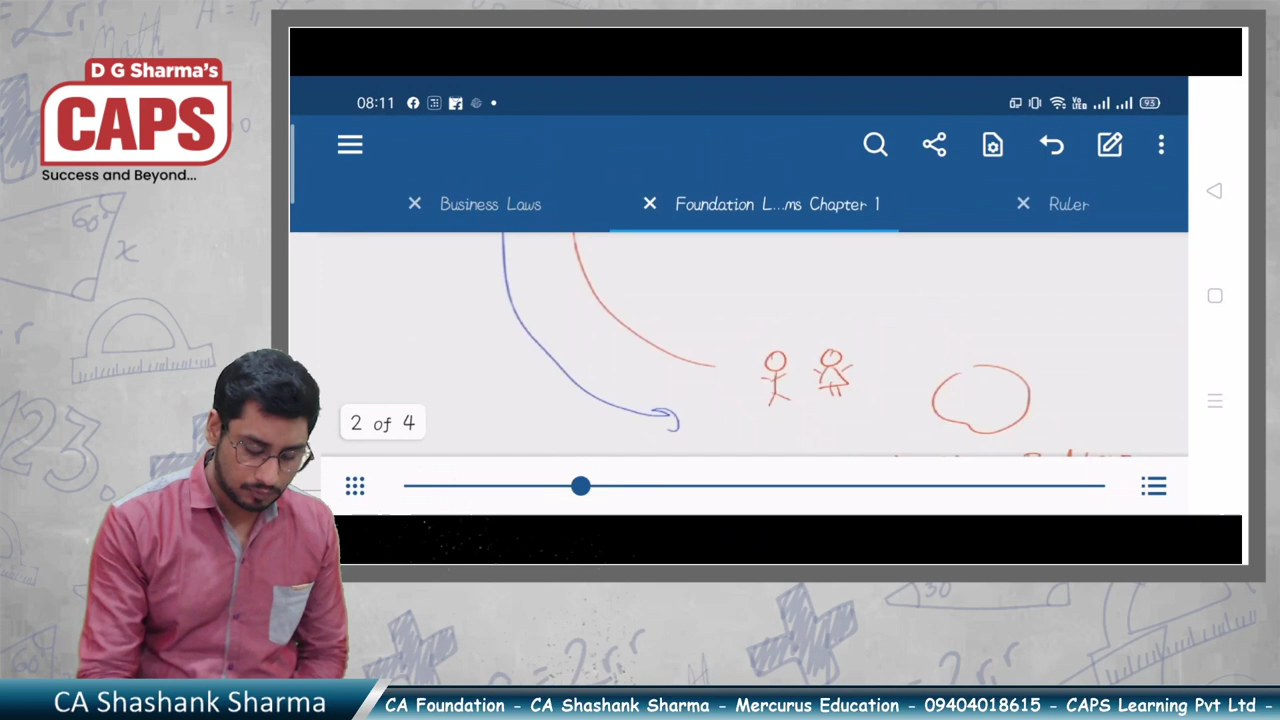 D G Sharma's
CAPS
Success and Beyond...
08:11
93
Business Laws
Foundation L...ms Chapter 1
Ruler
2 of 4
CA Shashank Sharma
CA Foundation - CA Shashank Sharma - Mercurus Education - 09404018615 - CAPS Learning Pvt Ltd -